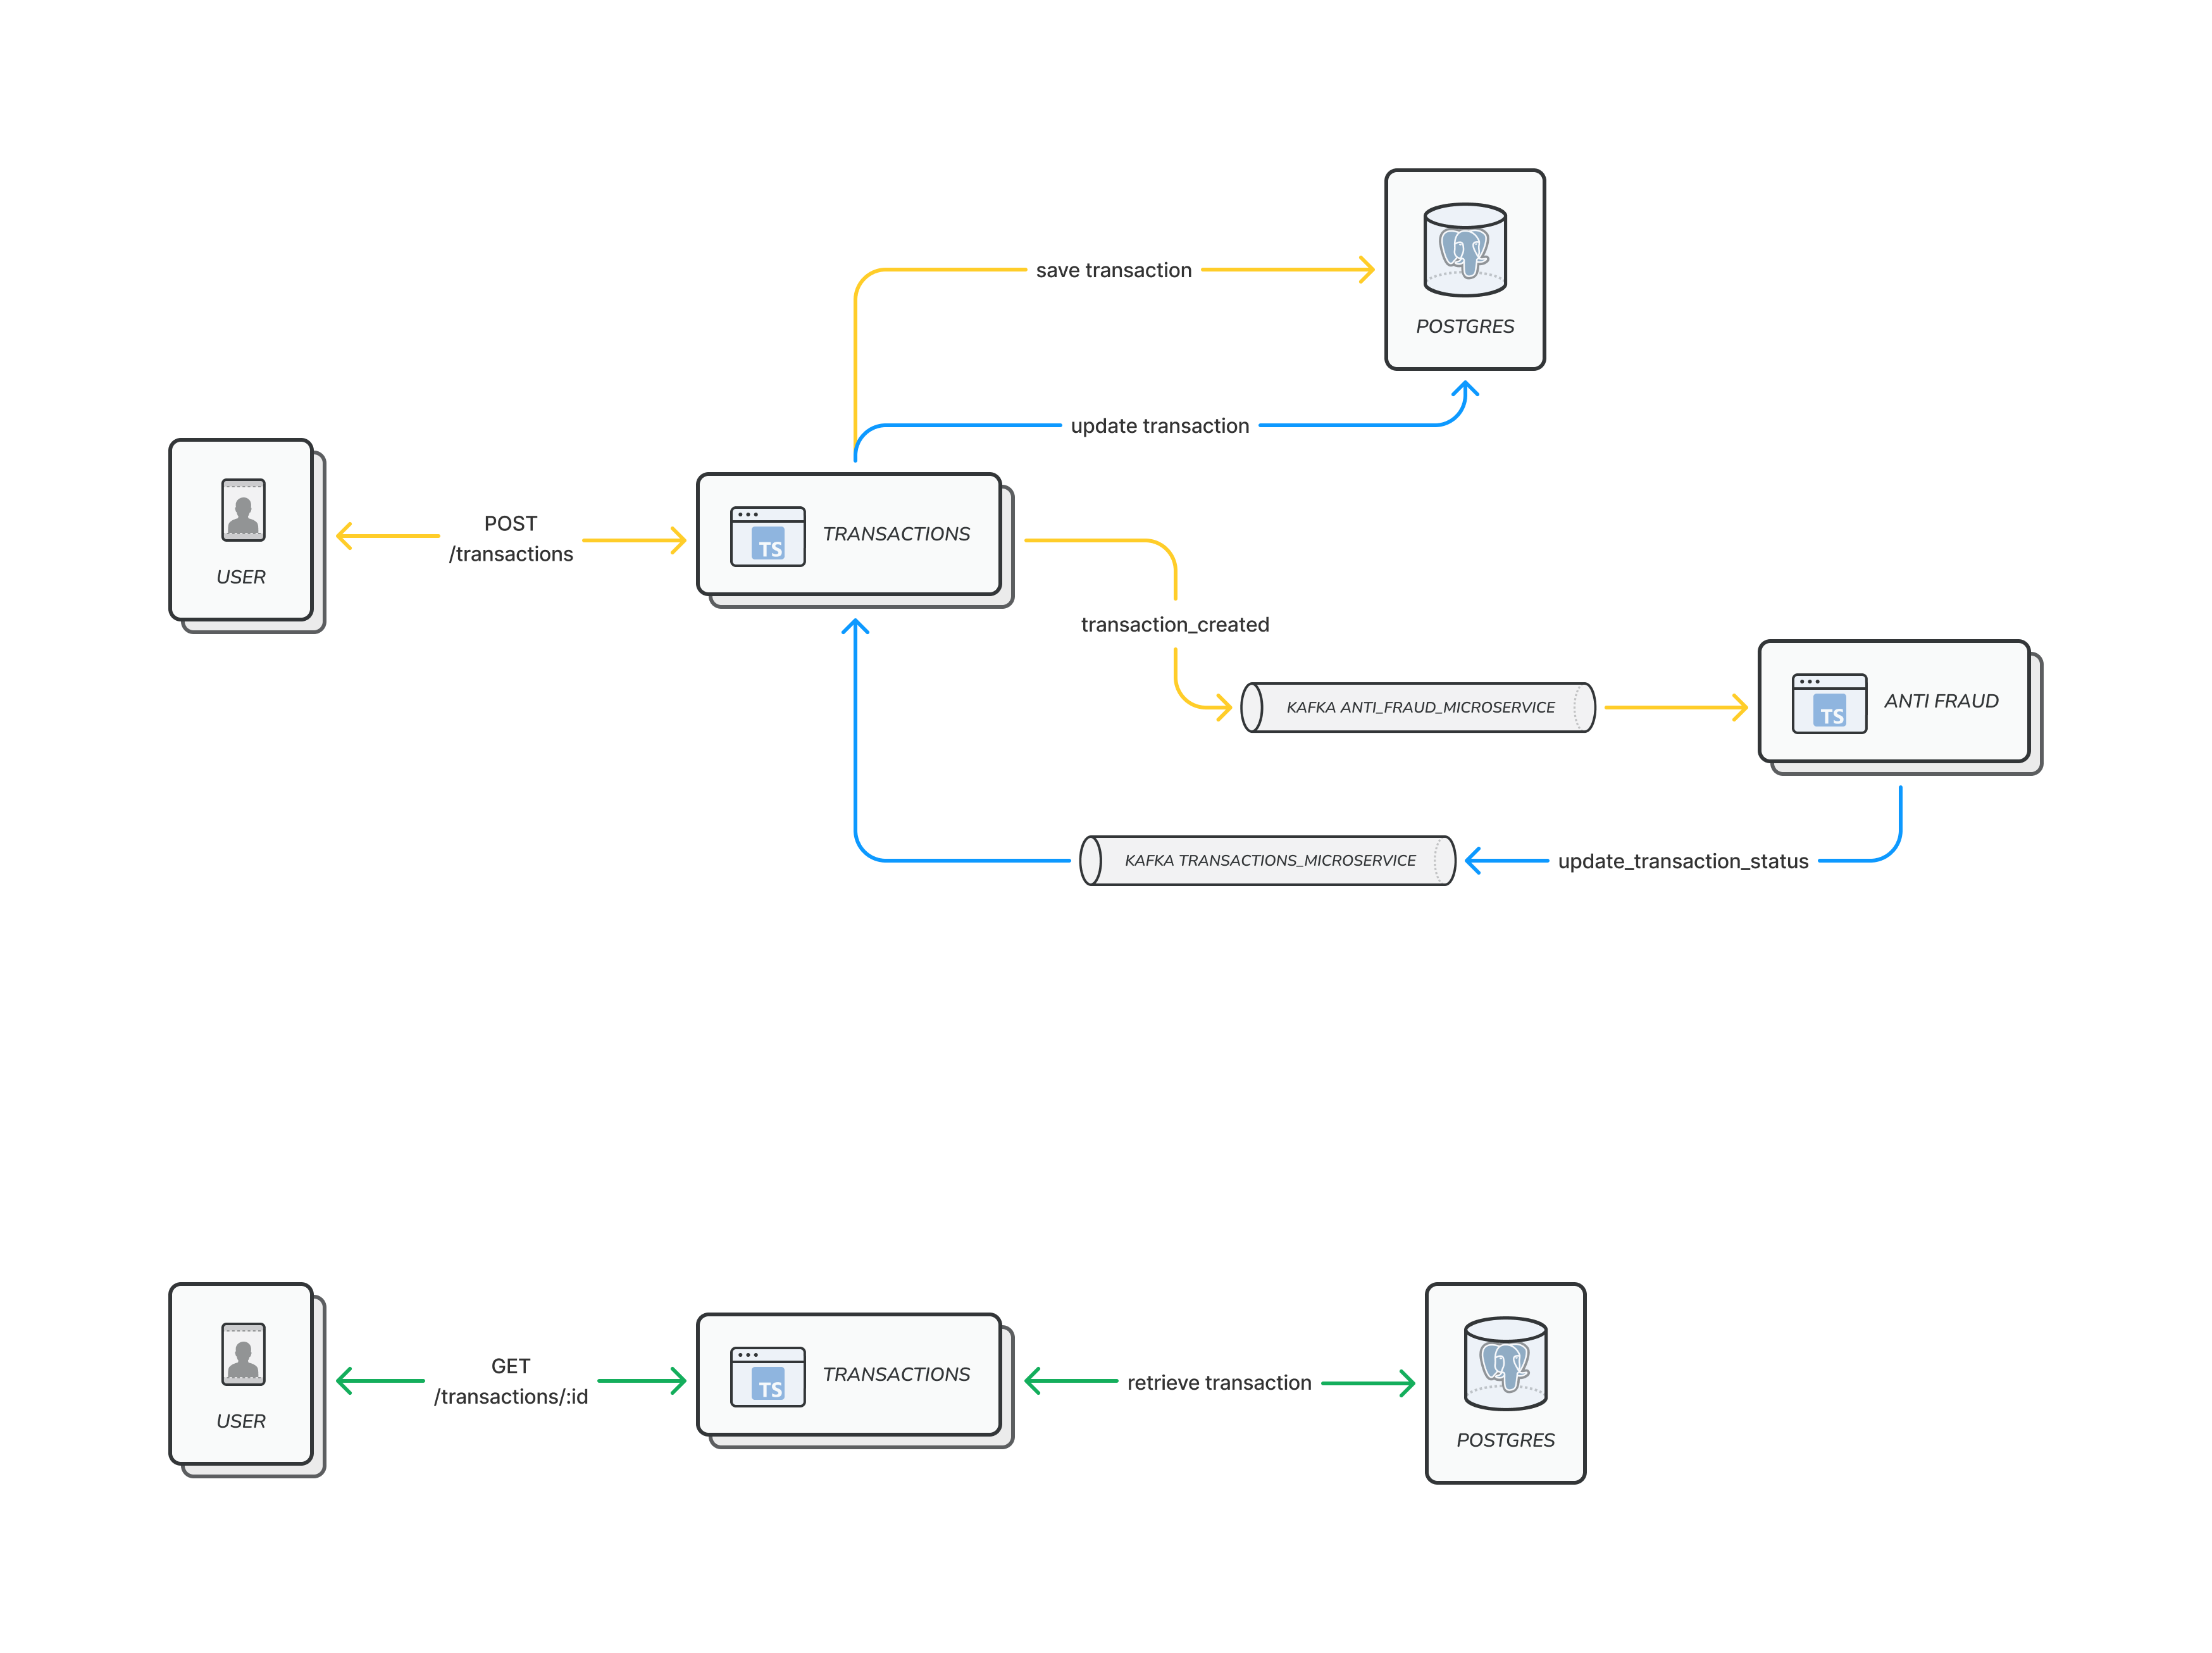 save transaction
POSTGRES
update transaction
USER
POST
/transactions
TS
TRANSACTIONS
transaction_created
KAFKA ANTI_FRAUD_MICROSERVICE
TS
ANTI FRAUD
KAFKA TRANSACTIONS_MICROSERVICE
update_transaction_status
USER
GET
/transactions/:id
TS
TRANSACTIONS
retrieve transaction
POSTGRES